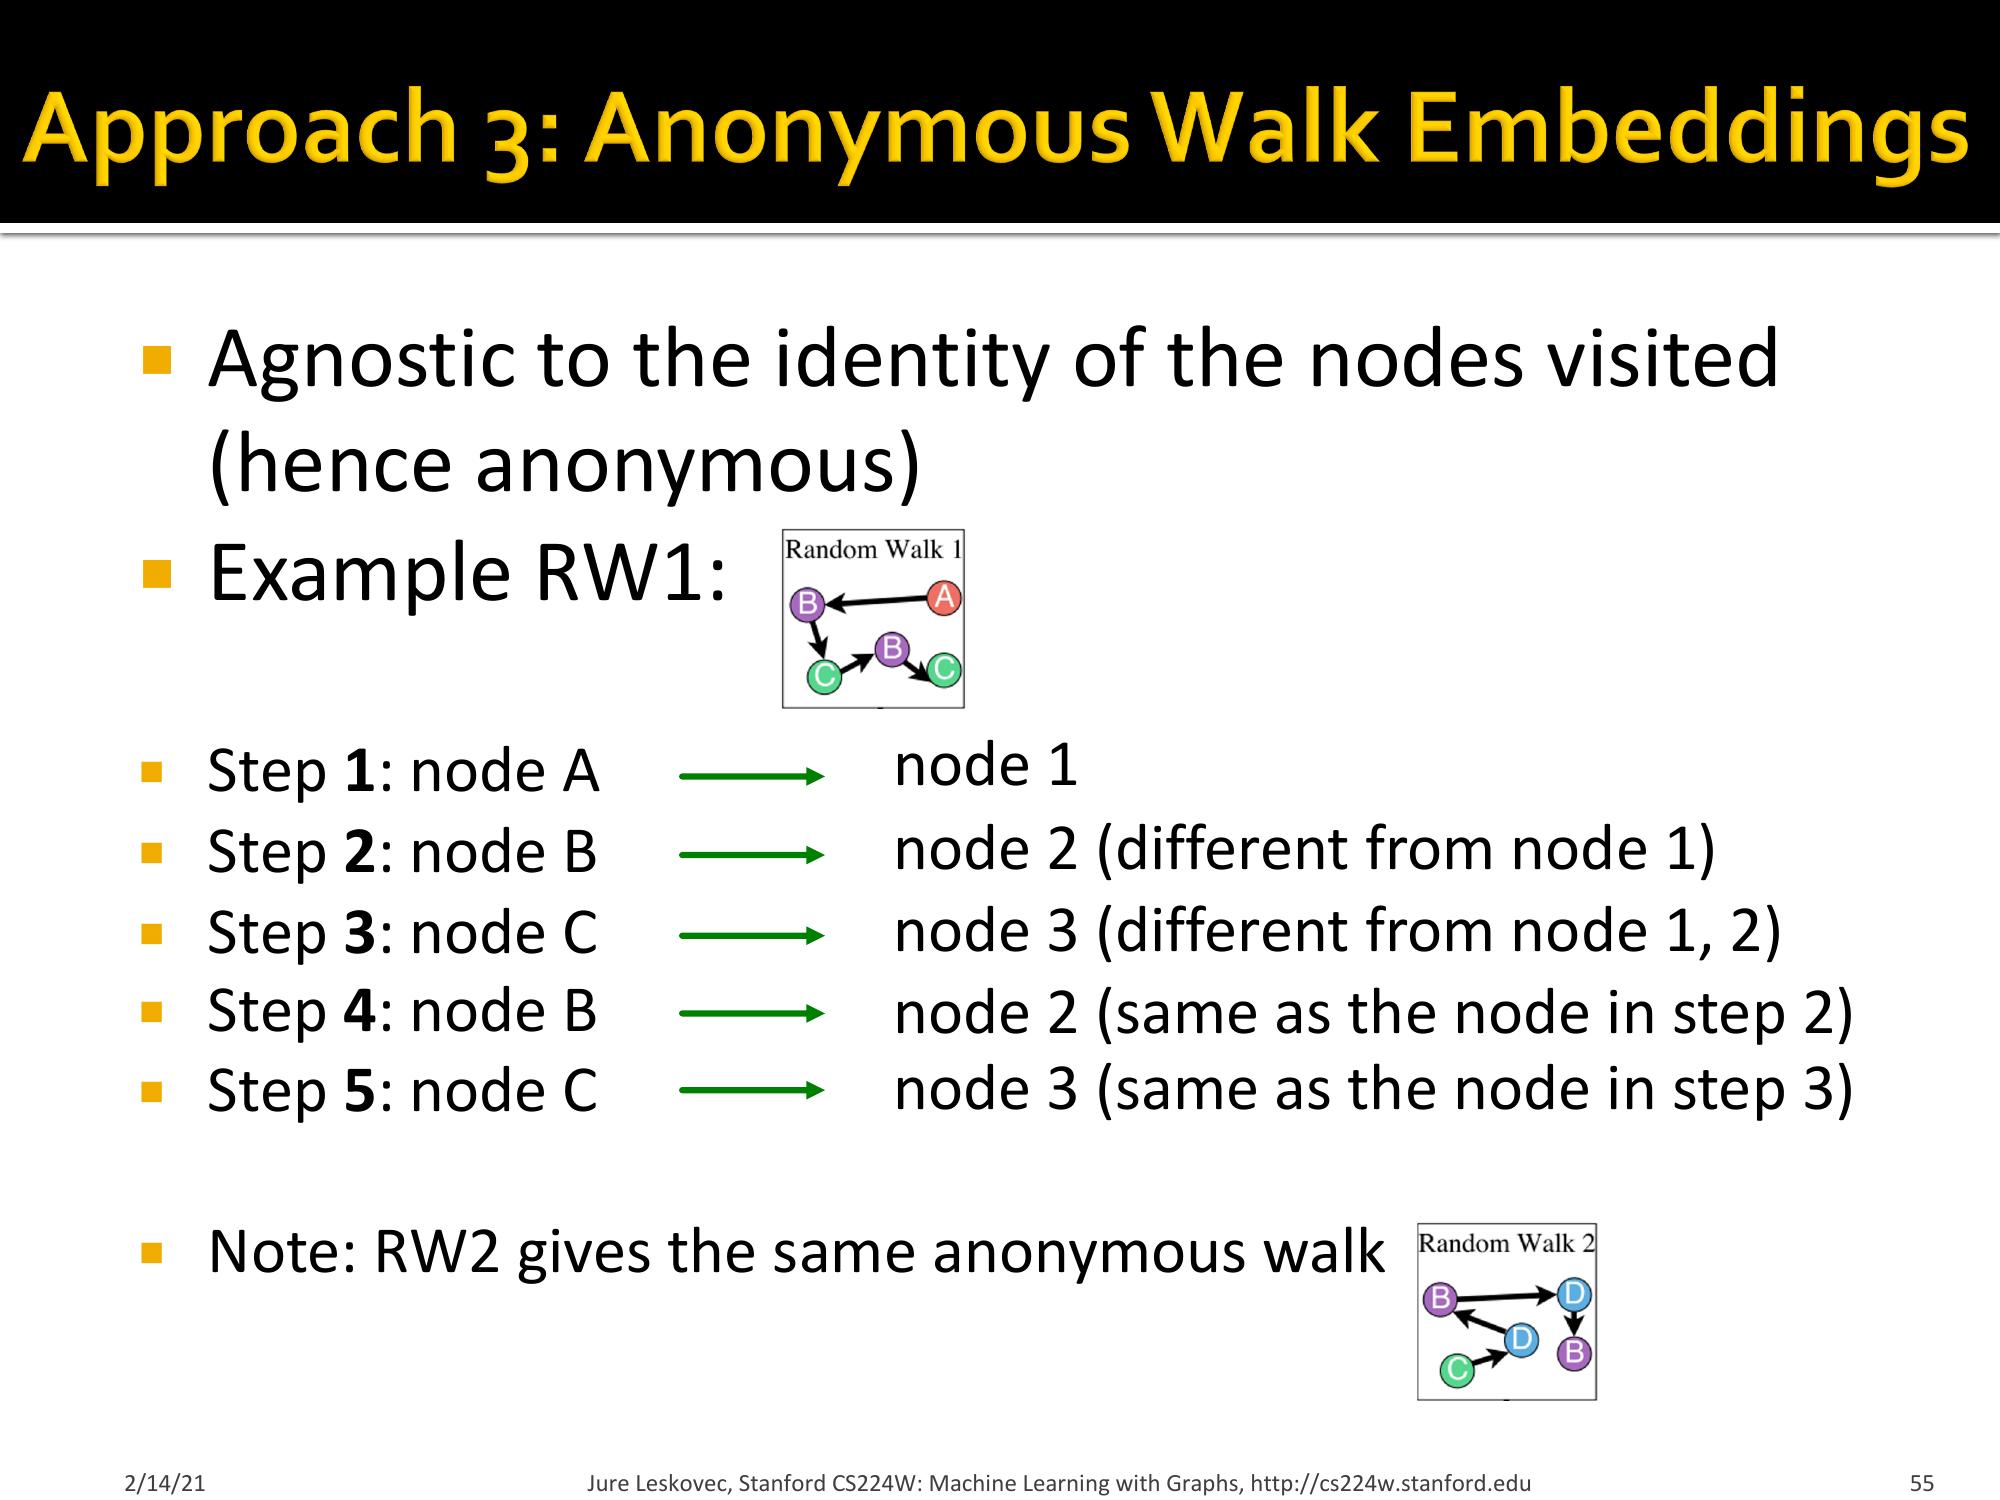 Approach 3: Anonymous Walk Embeddings
Agnostic to the identity of the nodes visited
(hence anonymous)
Example RW1:
Random Walk 1
B
A
C
B
C
Step 1: node A
node 1
Step 2: node B
node 2 (different from node 1)
Step 3: node C
node 3 (different from node 1, 2)
Step 4: node B
node 2 (same as the node in step 2)
Step 5: node C
node 3 (same as the node in step 3)
Note: RW2 gives the same anonymous walk
Random Walk 2
B
D
D
C
B
2/14/21
Jure Leskovec, Stanford CS224W: Machine Learning with Graphs, http://cs224w.stanford.edu
55